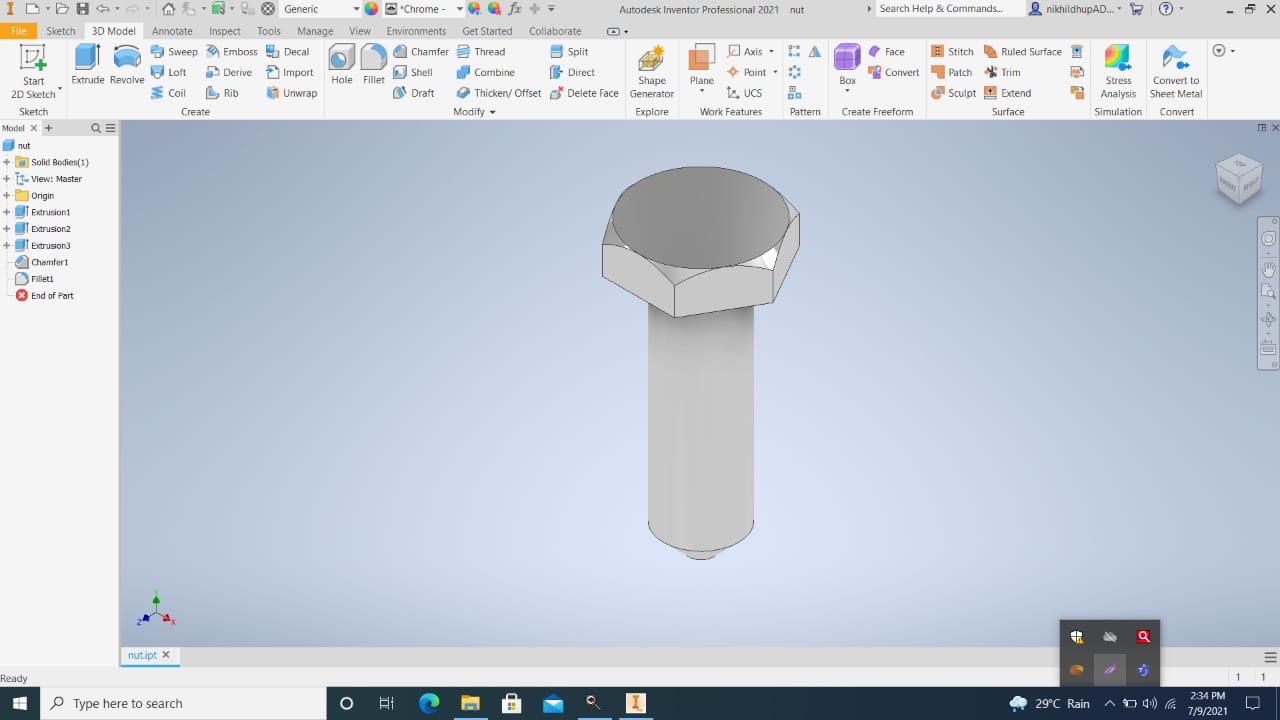 Generic
*Chrome -
Autodesk Inventor Professional 2021 nut
Search Help & Commands...
nikhildhupAD...
File Sketch 3D Model Annotate Inspect Tools Manage View Environments Get Started Collaborate
Start
2D Sketch
Sketch
Extrude Revolve
Sweep Emboss Decal
Loft Derive Import
Coil Rib Unwrap
Create
Hole Fillet
Chamfer Thread Split
Shell Combine Direct
Draft Thicken/ Offset Delete Face
Modify
Shape
Generator
Explore
Plane
Axis
Point
UCS
Work Features
Pattern
Box
Face
Convert
Create Freeform
Stitch Ruled Surface
Patch Trim
Sculpt Extend
Surface
Stress
Analysis
Simulation
Convert to
Sheet Metal
Convert
Model
nut
Solid Bodies(1)
View: Master
Origin
Extrusion1
Extrusion2
Extrusion3
Chamfer1
Fillet1
End of Part
TOP
FRONT RIGHT
Y
Z X
nut.ipt
Ready
1 1
Type here to search
29°C Rain
2:34 PM
7/9/2021